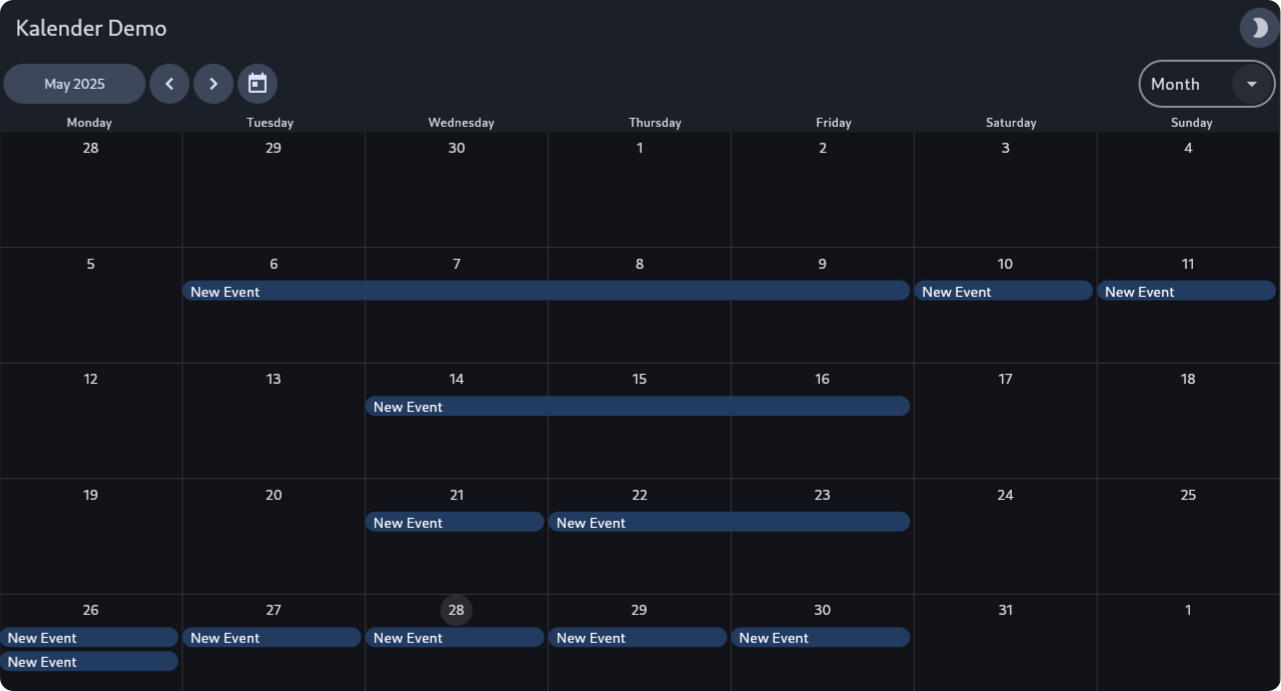 Kalender Demo
May 2025
Month
Monday Tuesday Wednesday Thursday Friday Saturday Sunday
28 29 30 1 2 3 4
5 6 7 8 9 10 11
New Event New Event New Event
12 13 14 15 16 17 18
New Event
19 20 21 22 23 24 25
New Event New Event
26 27 28 29 30 31 1
New Event New Event New Event New Event New Event
New Event